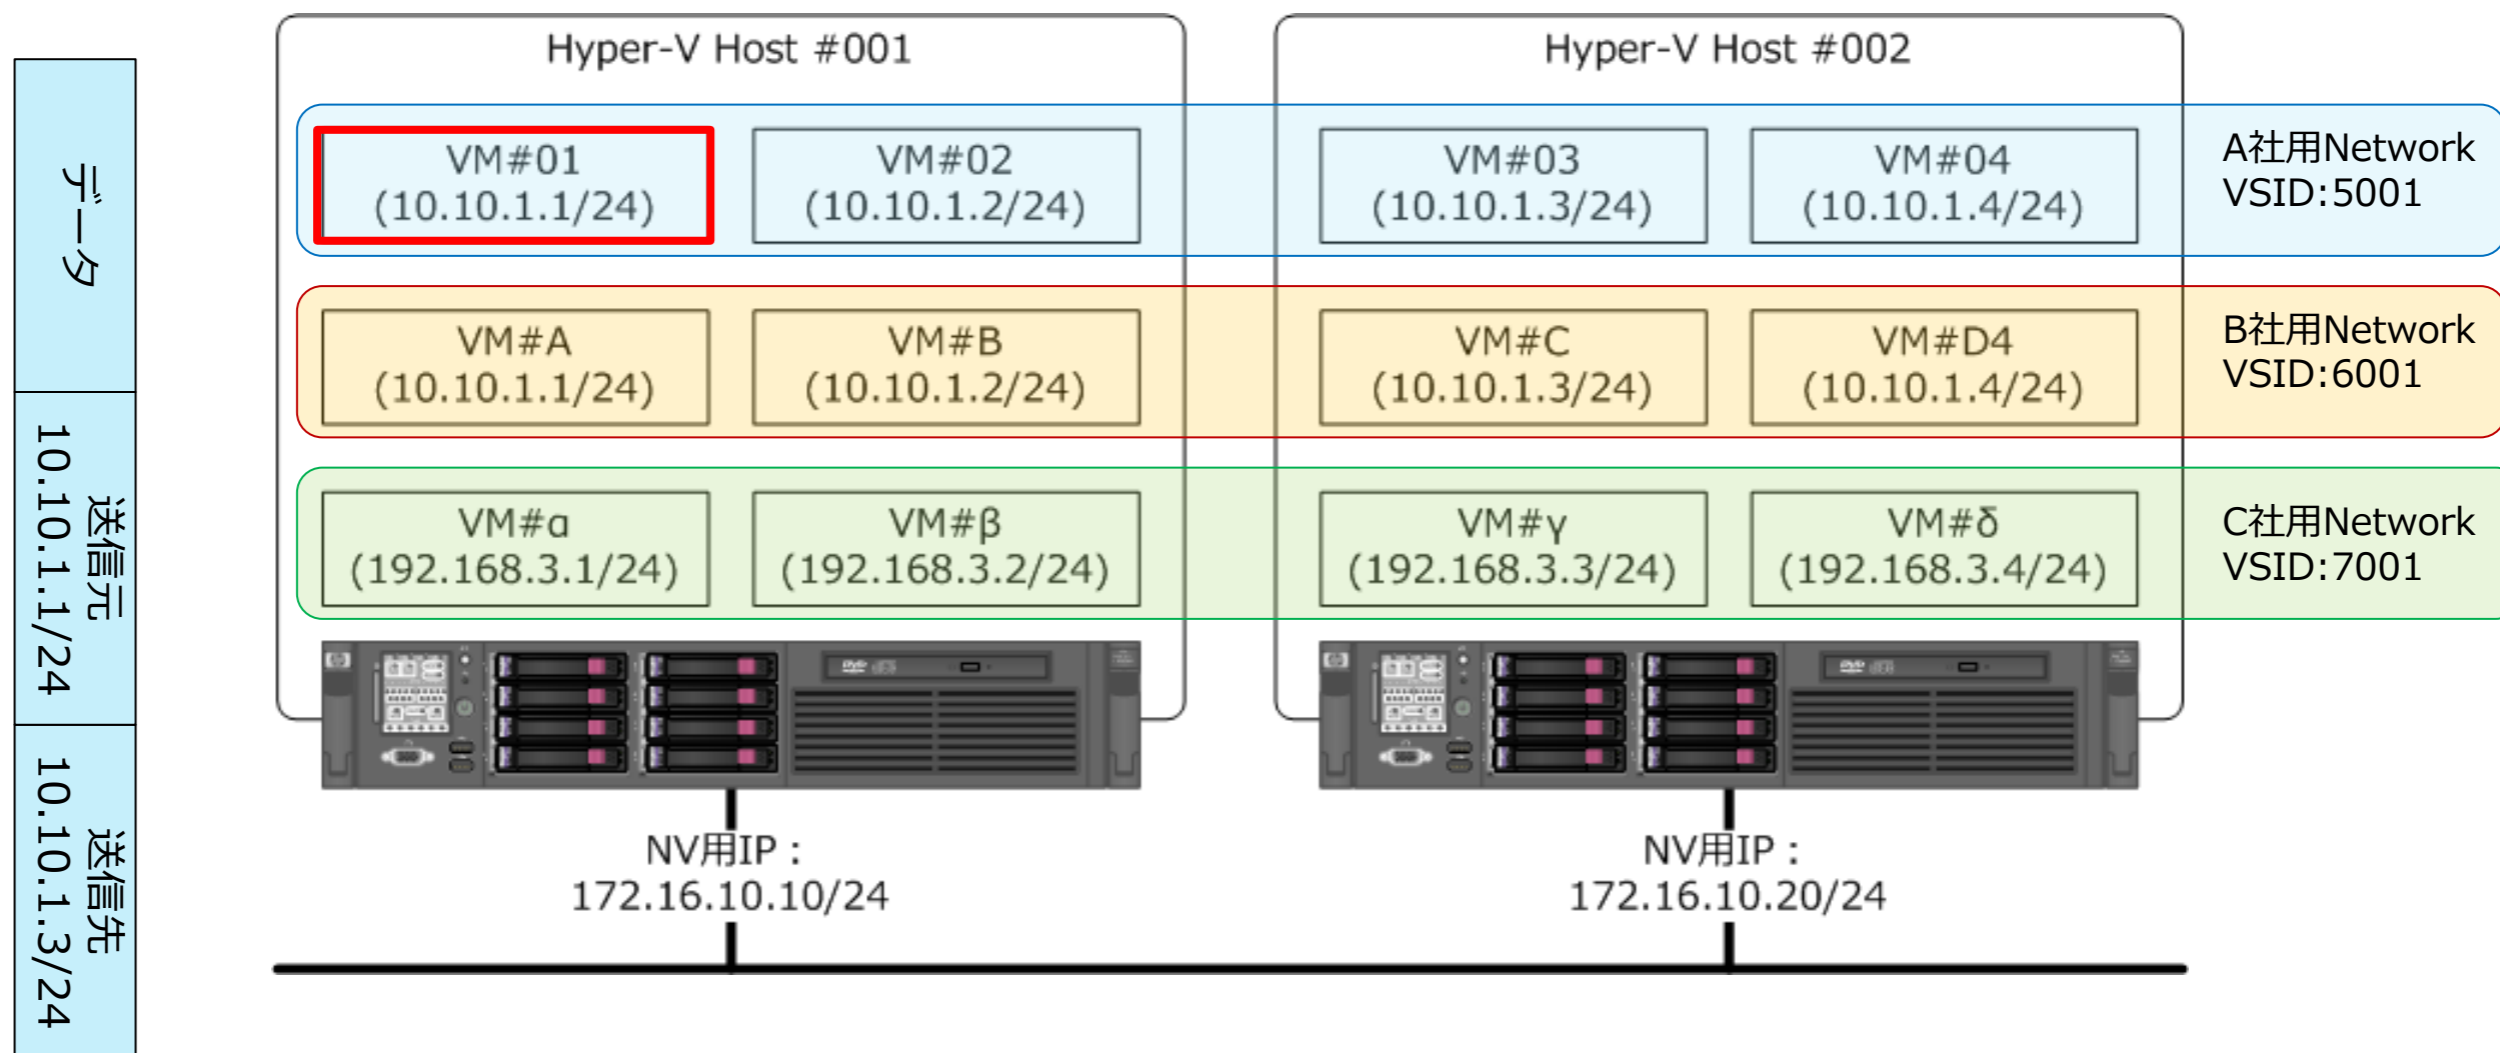 データ
送信元
10.10.1.1/24
送信先
10.10.1.3/24
Hyper-V Host #001
Hyper-V Host #002
VM#01
(10.10.1.1/24)
VM#02
(10.10.1.2/24)
VM#03
(10.10.1.3/24)
VM#04
(10.10.1.4/24)
A社用Network
VSID:5001
VM#A
(10.10.1.1/24)
VM#B
(10.10.1.2/24)
VM#C
(10.10.1.3/24)
VM#D4
(10.10.1.4/24)
B社用Network
VSID:6001
VM#α
(192.168.3.1/24)
VM#β
(192.168.3.2/24)
VM#γ
(192.168.3.3/24)
VM#δ
(192.168.3.4/24)
C社用Network
VSID:7001
NV用IP：
172.16.10.10/24
NV用IP：
172.16.10.20/24